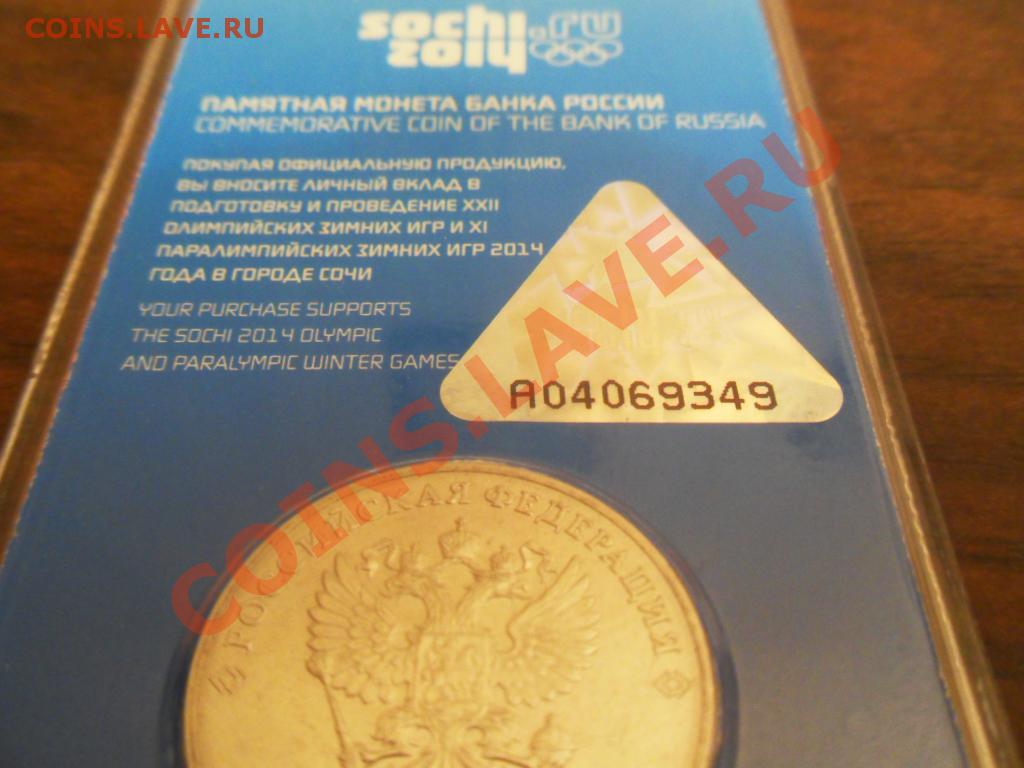 COINS.LAVE.RU
sochi.ru
2014
ПАМЯТНАЯ МОНЕТА БАНКА РОССИИ
COMMEMORATIVE COIN OF THE BANK OF RUSSIA
ПОКУПАЯ ОФИЦИАЛЬНУЮ ПРОДУКЦИЮ,
ВЫ ВНОСИТЕ ЛИЧНЫЙ ВКЛАД В
ПОДГОТОВКУ И ПРОВЕДЕНИЕ XXII
ОЛИМПИЙСКИХ ЗИМНИХ ИГР И XI
ПАРАЛИМПИЙСКИХ ЗИМНИХ ИГР 2014
ГОДА В ГОРОДЕ СОЧИ
YOUR PURCHASE SUPPORTS
THE SOCHI 2014 OLYMPIC
AND PARALYMPIC WINTER GAMES
A04069349
COINS.LAVE.RU
РОССИЙСКАЯ ФЕДЕРАЦИЯ